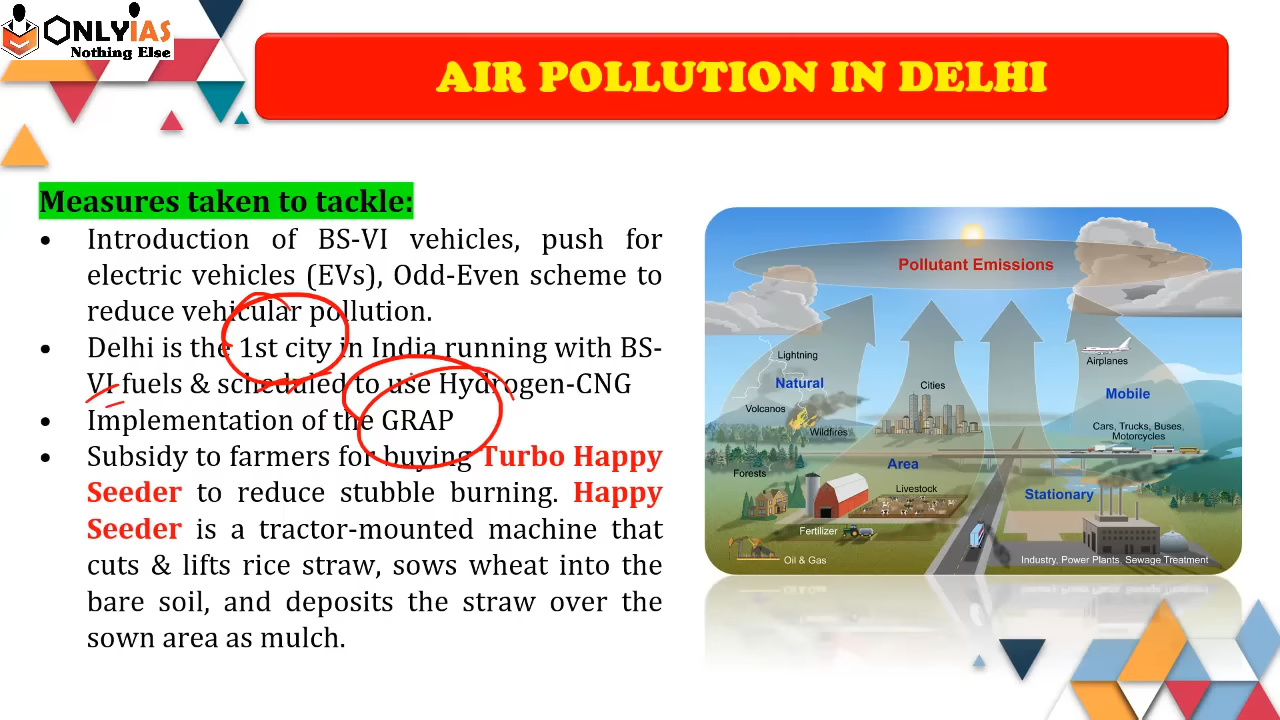 ONLYIAS
Nothing Else
AIR POLLUTION IN DELHI
Measures taken to tackle:
• Introduction of BS-VI vehicles, push for
electric vehicles (EVs), Odd-Even scheme to
reduce vehicular pollution.
• Delhi is the 1st city in India running with BS-
VI fuels & scheduled to use Hydrogen-CNG
• Implementation of the GRAP
• Subsidy to farmers for buying Turbo Happy
Seeder to reduce stubble burning. Happy
Seeder is a tractor-mounted machine that
cuts & lifts rice straw, sows wheat into the
bare soil, and deposits the straw over the
sown area as mulch.
Pollutant Emissions
Lightning
Natural
Volcanos
Wildfires
Forests
Cities
Area
Livestock
Fertilizer
Oil & Gas
Airplanes
Mobile
Cars, Trucks, Buses,
Motorcycles
Stationary
Industry, Power Plants, Sewage Treatment